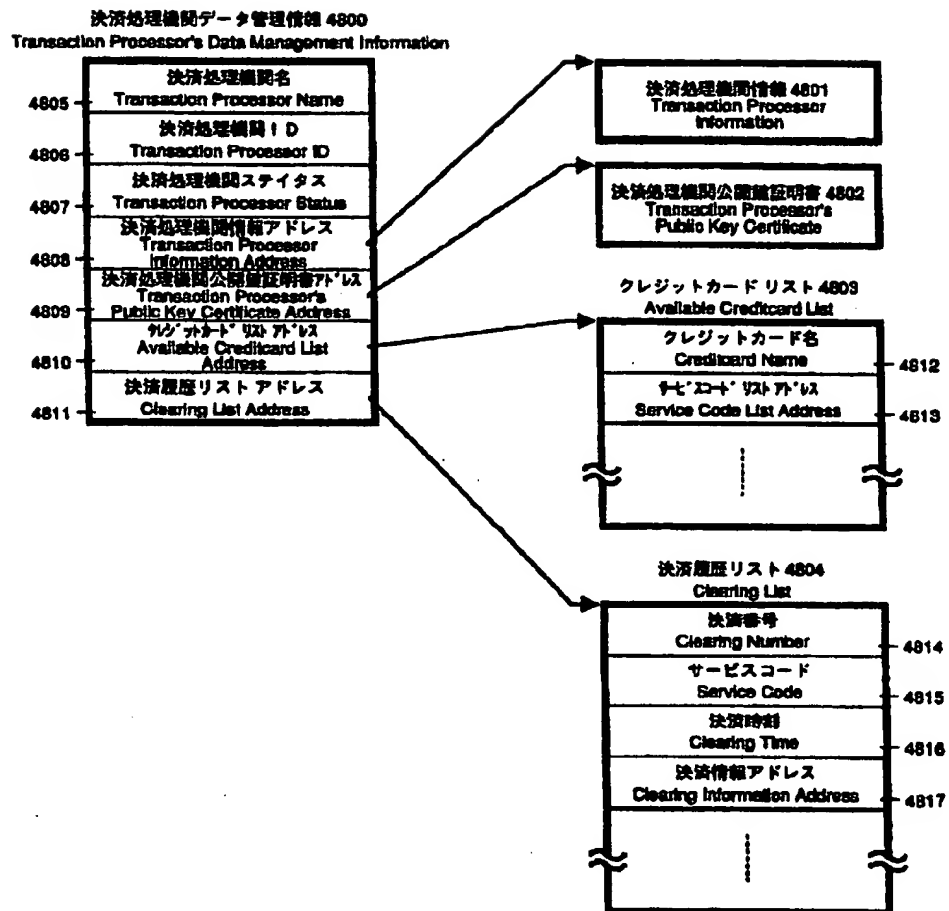 決済処理機関データ管理情報 4800
Transaction Processor's Data Management Information
決済処理機関名
Transaction Processor Name
4805
決済処理機関ID
Transaction Processor ID
4806
決済処理機関ステイタス
Transaction Processor Status
4807
決済処理機関情報アドレス
Transaction Processor
Information Address
4808
決済処理機関公開鍵証明書アドレス
Transaction Processor's
Public Key Certificate Address
4809
クレジットカード リスト アドレス
Available Creditcard List
Address
4810
決済履歴リスト アドレス
Clearing List Address
4811
決済処理機関情報 4801
Transaction Processor
Information
決済処理機関公開鍵証明書 4802
Transaction Processor's
Public Key Certificate
クレジットカード リスト 4803
Available Creditcard List
クレジットカード名
Creditcard Name
4812
サービスコード リスト アドレス
Service Code List Address
4813
決済履歴リスト 4804
Clearing List
決済番号
Clearing Number
4814
サービスコード
Service Code
4815
決済時刻
Clearing Time
4816
決済情報アドレス
Clearing Information Address
4817